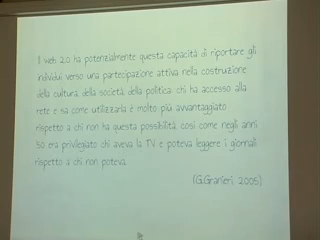 Il web 2.0 ha potenzialmente questa capacità di riportare gli
individui verso una partecipazione attiva nella costruzione
della cultura, della società, della politica. chi ha accesso alla
rete e sa come utilizzarla è molto più avvantaggiato
rispetto a chi non ha questa possibilità, così come negli anni
50 era privilegiato chi aveva la TV e poteva leggere i giornali
rispetto a chi non poteva.
(G.Granieri, 2005)